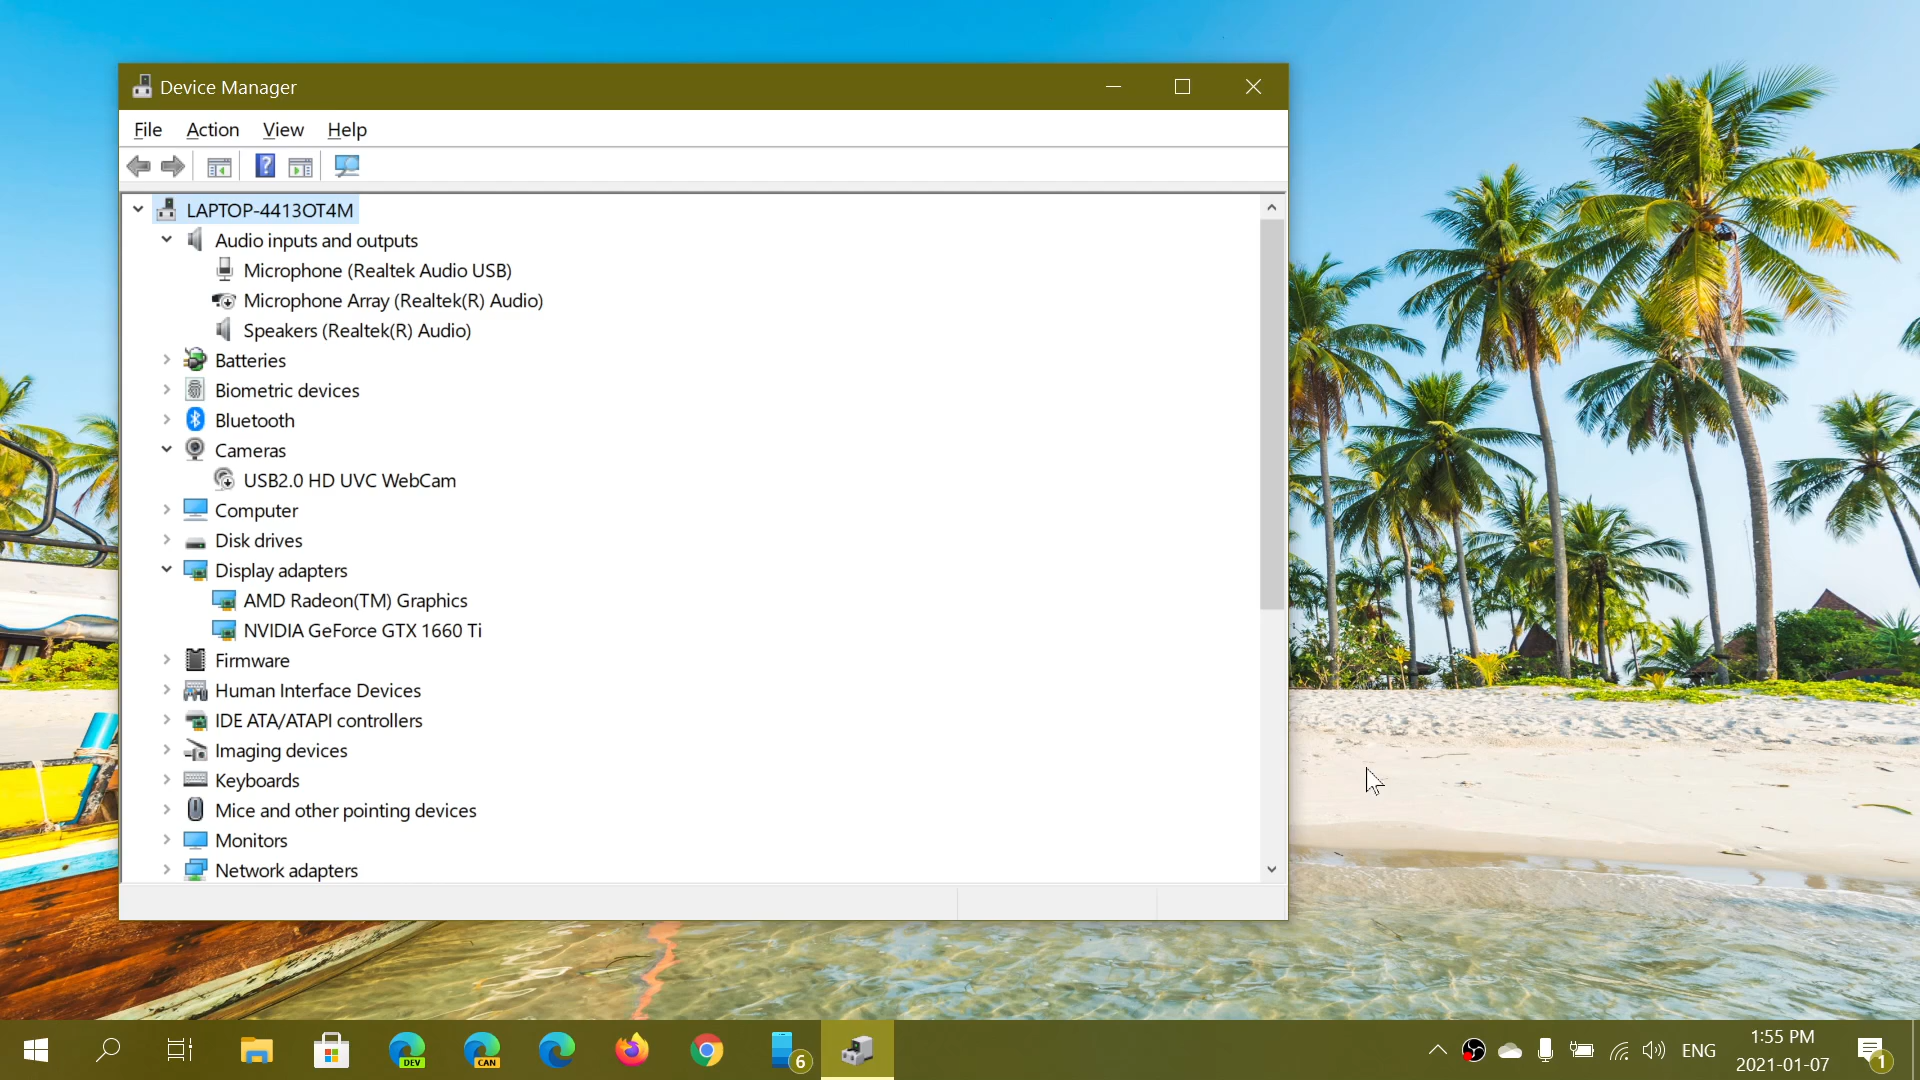 Device Manager
File Action View Help
LAPTOP-4413OT4M
Audio inputs and outputs
Microphone (Realtek Audio USB)
Microphone Array (Realtek(R) Audio)
Speakers (Realtek(R) Audio)
Batteries
Biometric devices
Bluetooth
Cameras
USB2.0 HD UVC WebCam
Computer
Disk drives
Display adapters
AMD Radeon(TM) Graphics
NVIDIA GeForce GTX 1660 Ti
Firmware
Human Interface Devices
IDE ATA/ATAPI controllers
Imaging devices
Keyboards
Mice and other pointing devices
Monitors
Network adapters
DEV
CAN
6
ENG
1:55 PM
2021-01-07
1